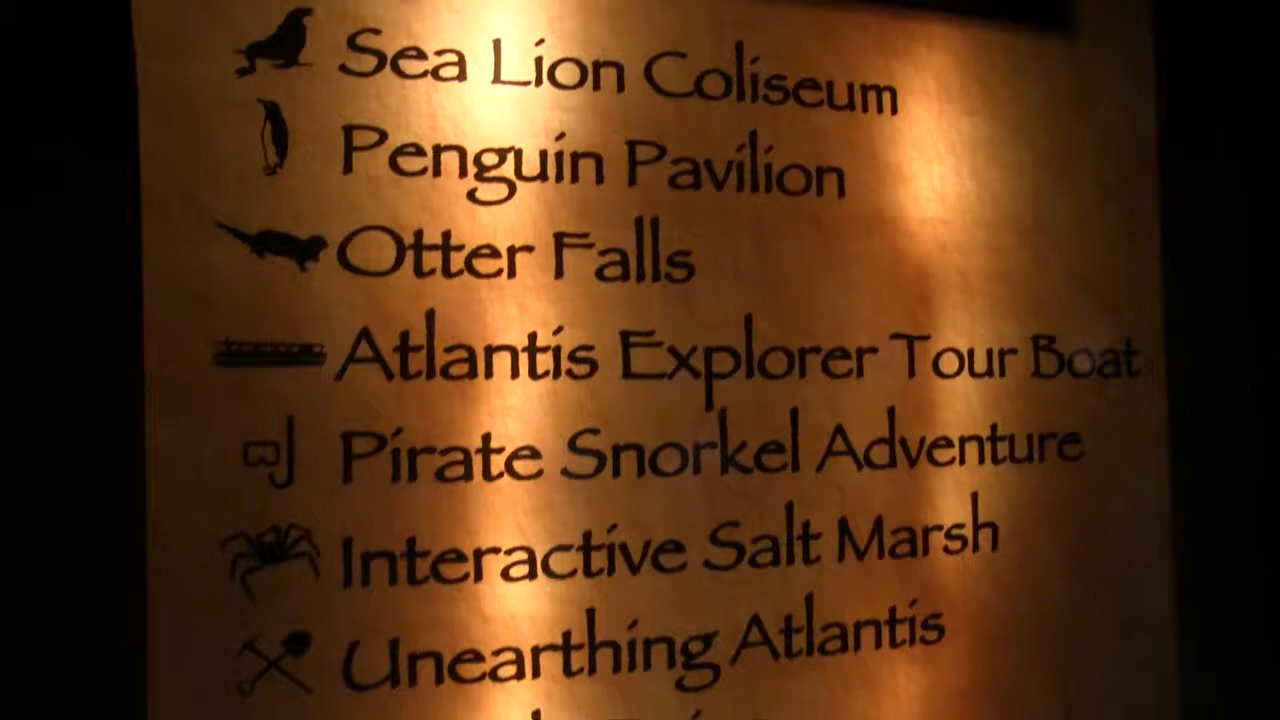 Sea Lion Coliseum
Penguin Pavilion
Otter Falls
Atlantis Explorer Tour Boat
Pirate Snorkel Adventure
Interactive Salt Marsh
Unearthing Atlantis